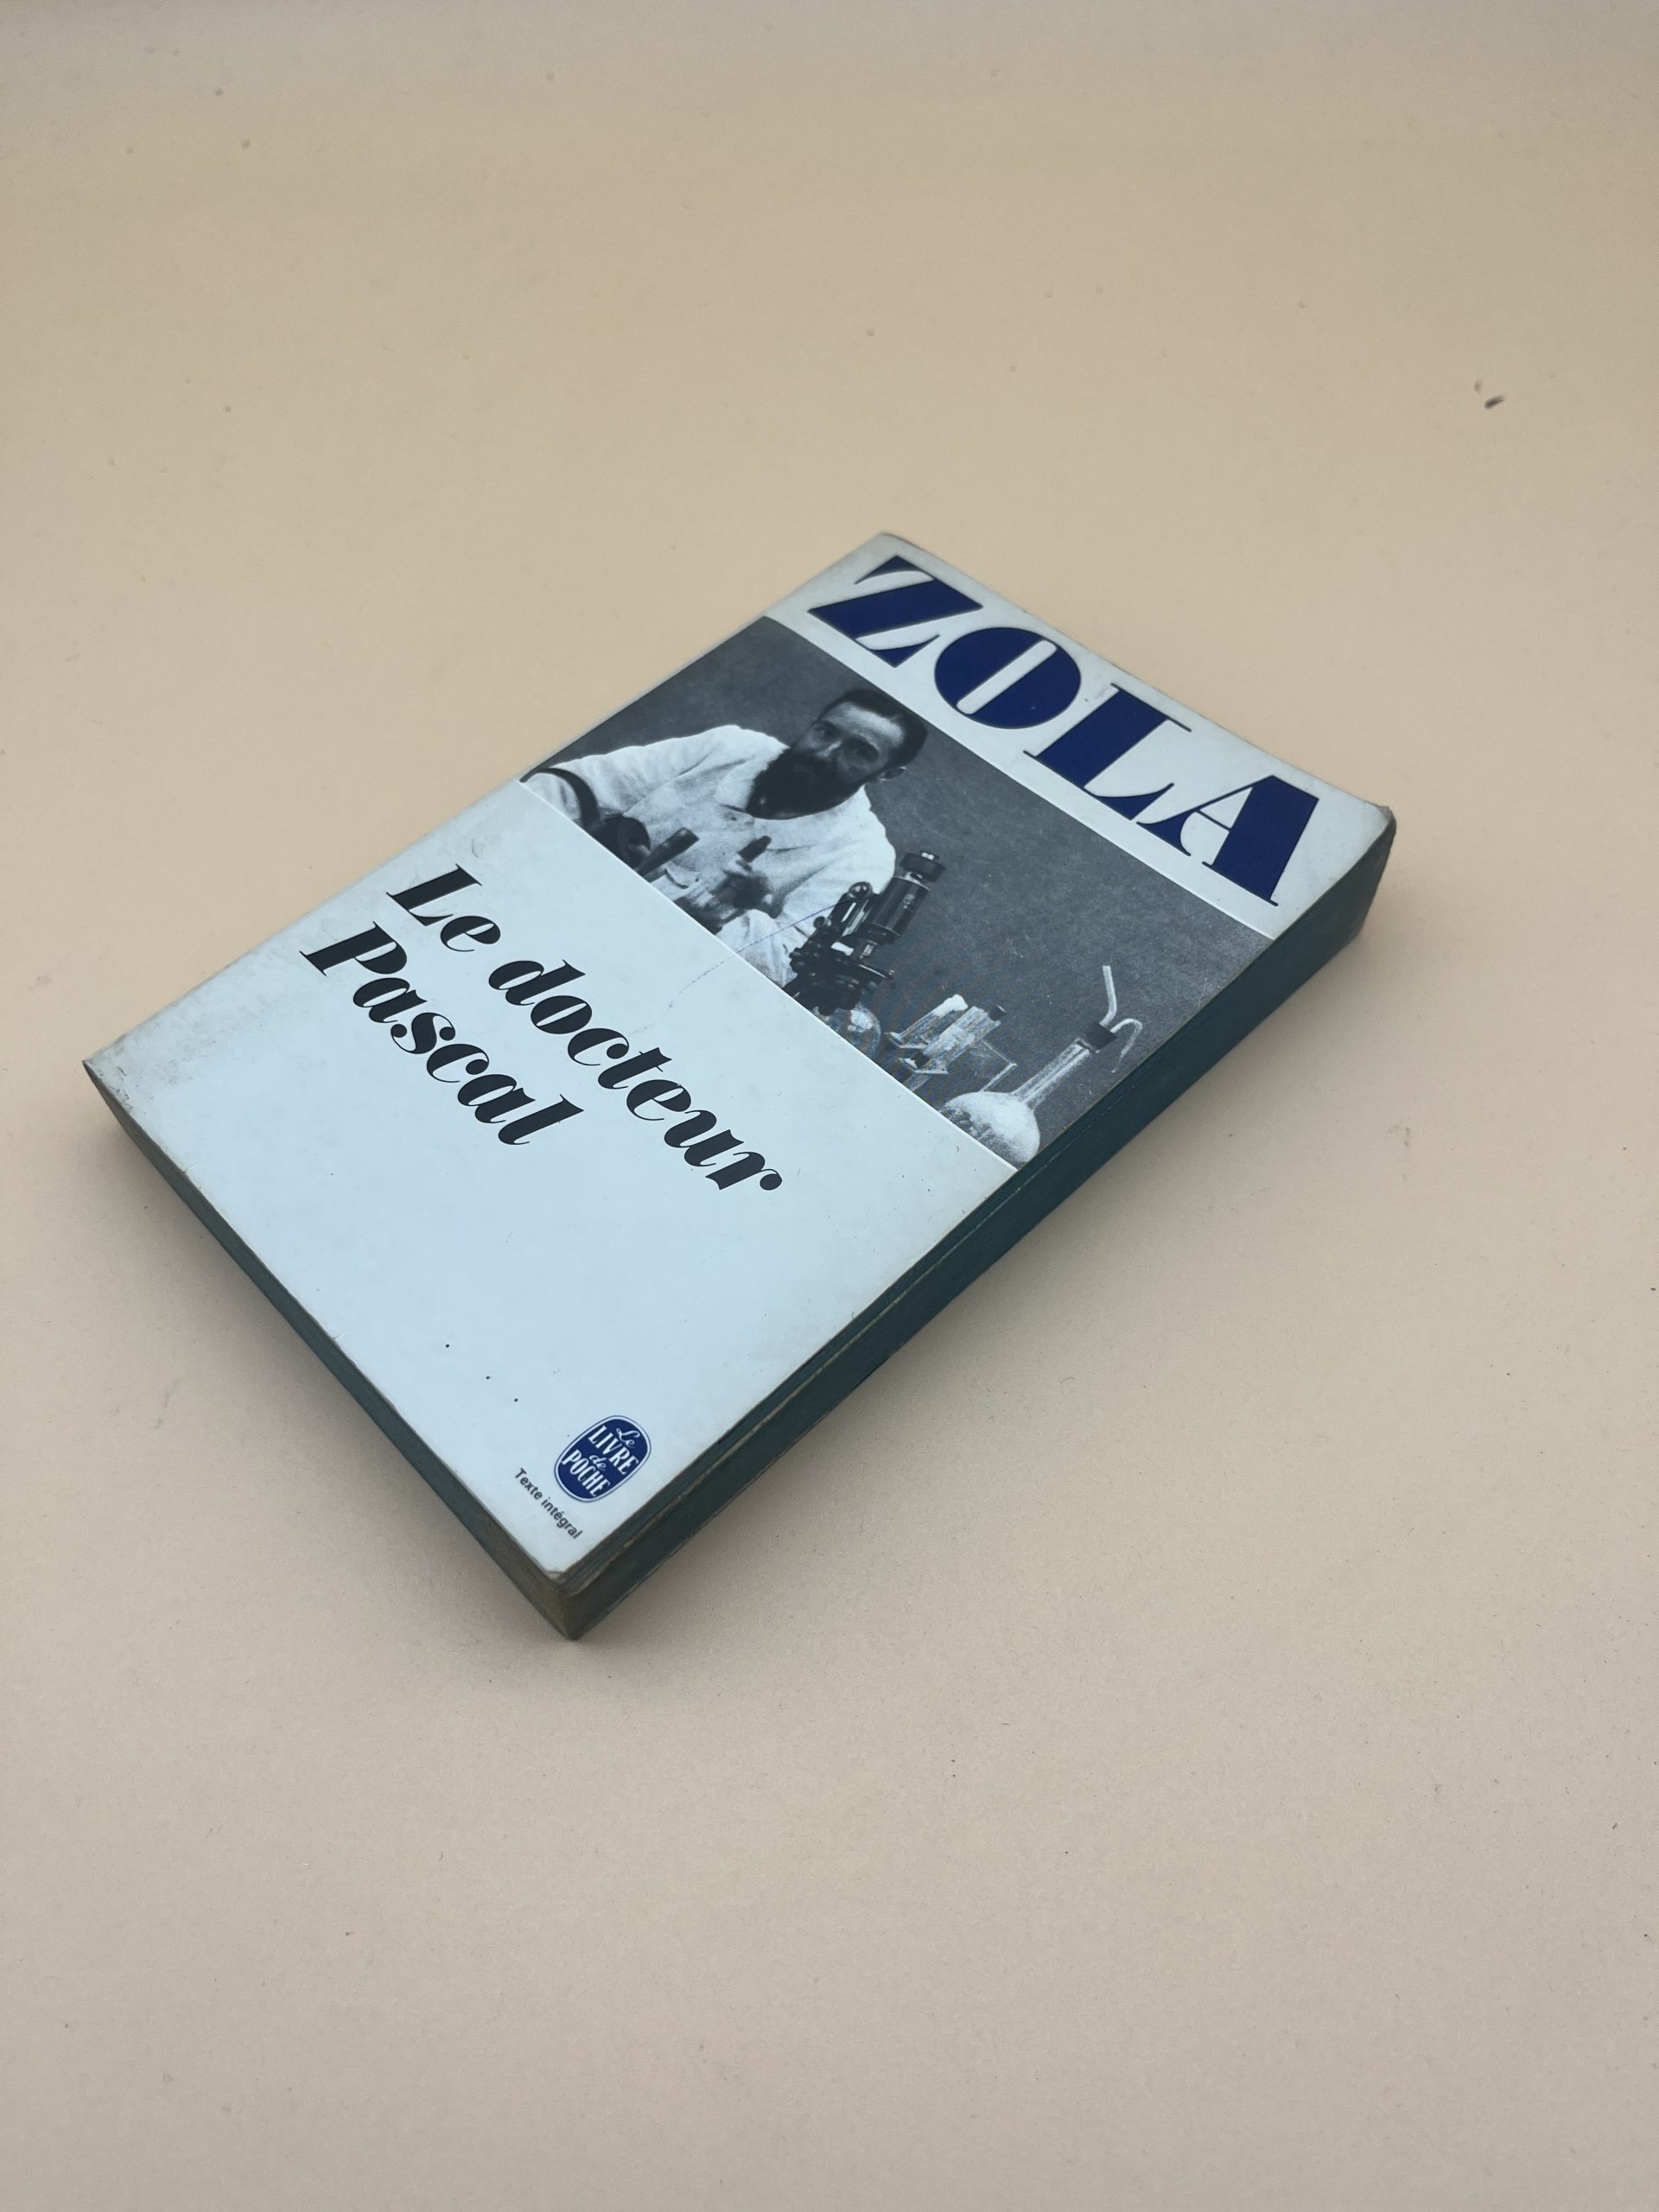 ZOLA
Le docteur
Pascal
Le
LIVRE
de
POCHE
Texte intégral